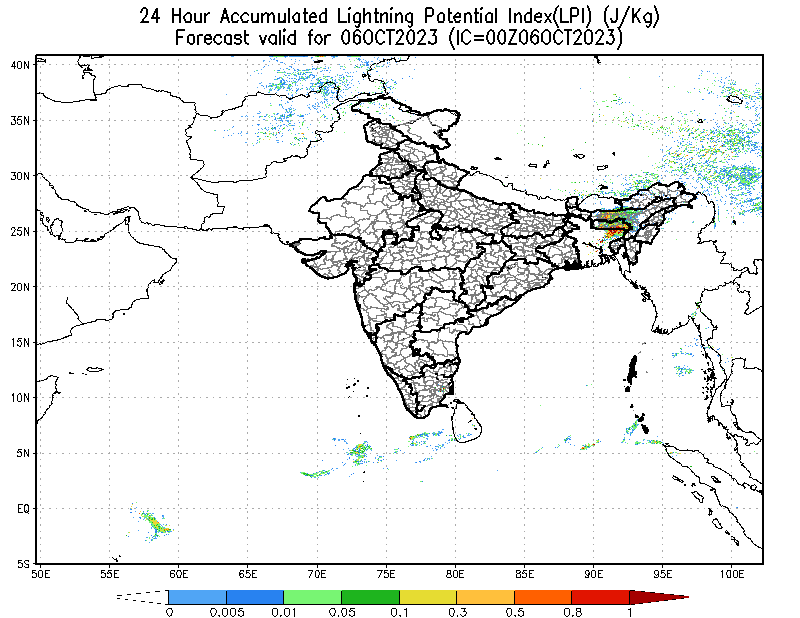 24 Hour Accumulated Lightning Potential Index(LPI) (J/Kg)
Forecast valid for 06OCT2023 (IC=00Z06OCT2023)
40N
35N
30N
25N
20N
15N
10N
5N
EQ
5S
50E 55E 60E 65E 70E 75E 80E 85E 90E 95E 100E
0 0.005 0.01 0.05 0.1 0.3 0.5 0.8 1